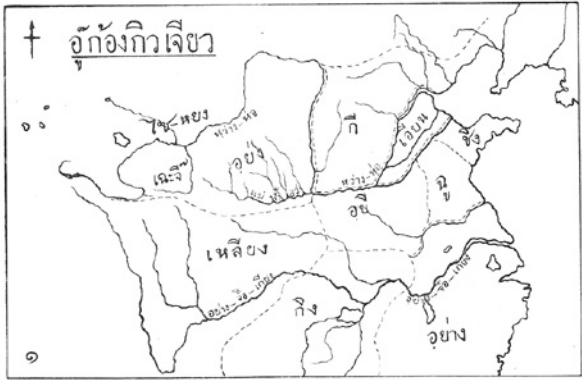 อู๊ก้องกิวเจียว
ไซ-หยง
หว่าง-ห่อ
กี
เอี่ยน
ชิ้ง
อย่ง
เฉะจี๊
หว่าง-ห่อ
อฺยี
ฉู
เหลียง
อย่าง-จื๊อ-เกียง
กิง
อย่าง
๑